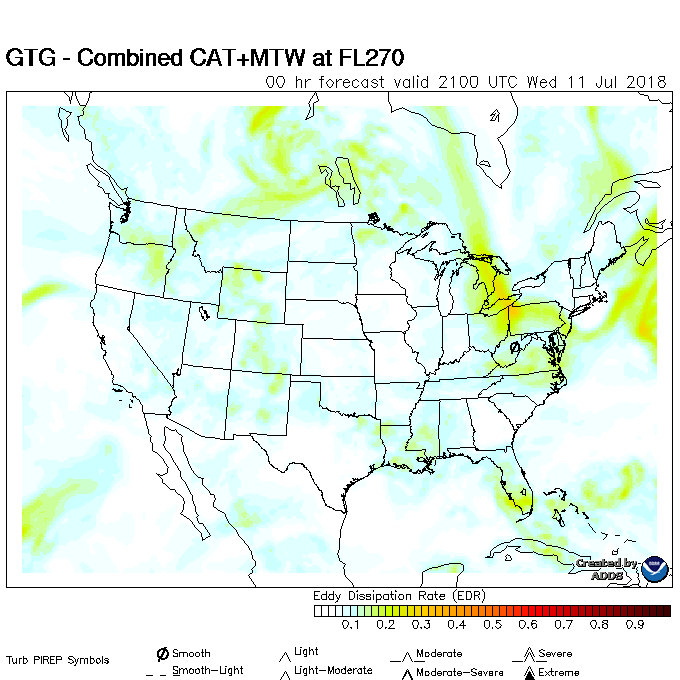 GTG - Combined CAT+MTW at FL270
00 hr forecast valid 2100 UTC Wed 11 Jul 2018
Created by
ADDS
Eddy Dissipation Rate (EDR)
0.1 0.2 0.3 0.4 0.5 0.6 0.7 0.8 0.9
Turb PIREP Symbols
Smooth Light Moderate Severe
Smooth-Light Light-Moderate Moderate-Severe Extreme